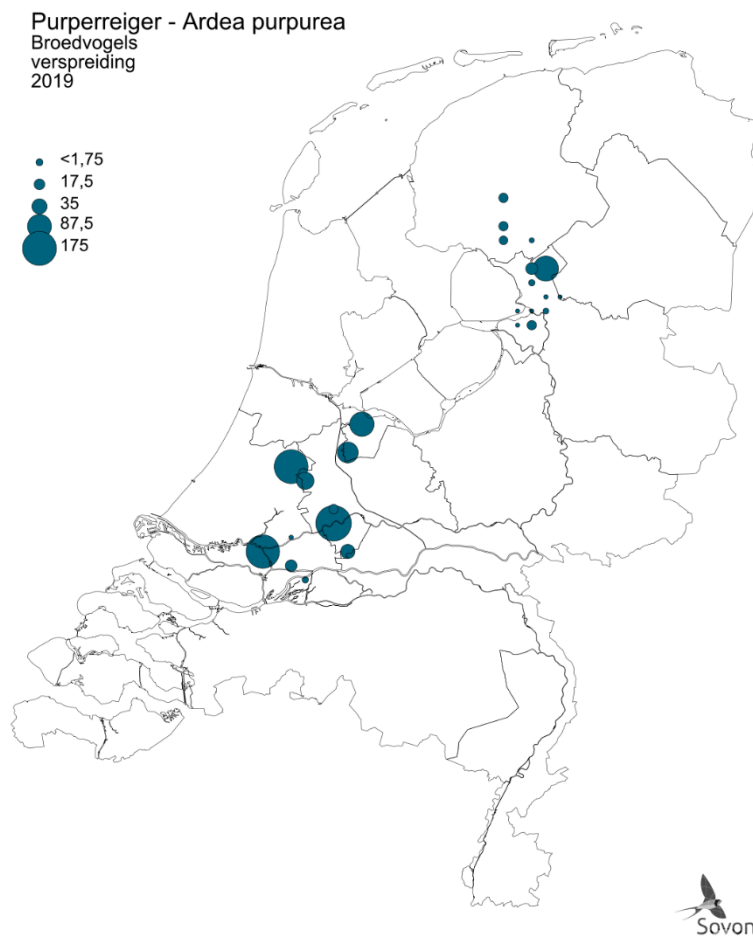 Purperreiger - Ardea purpurea
Broedvogels
verspreiding
2019
<1,75
17,5
35
87,5
175
Sovon